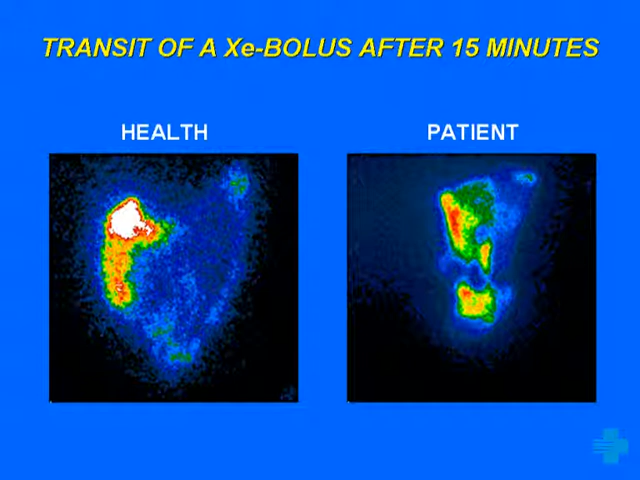 TRANSIT OF A Xe-BOLUS AFTER 15 MINUTES
HEALTH
PATIENT